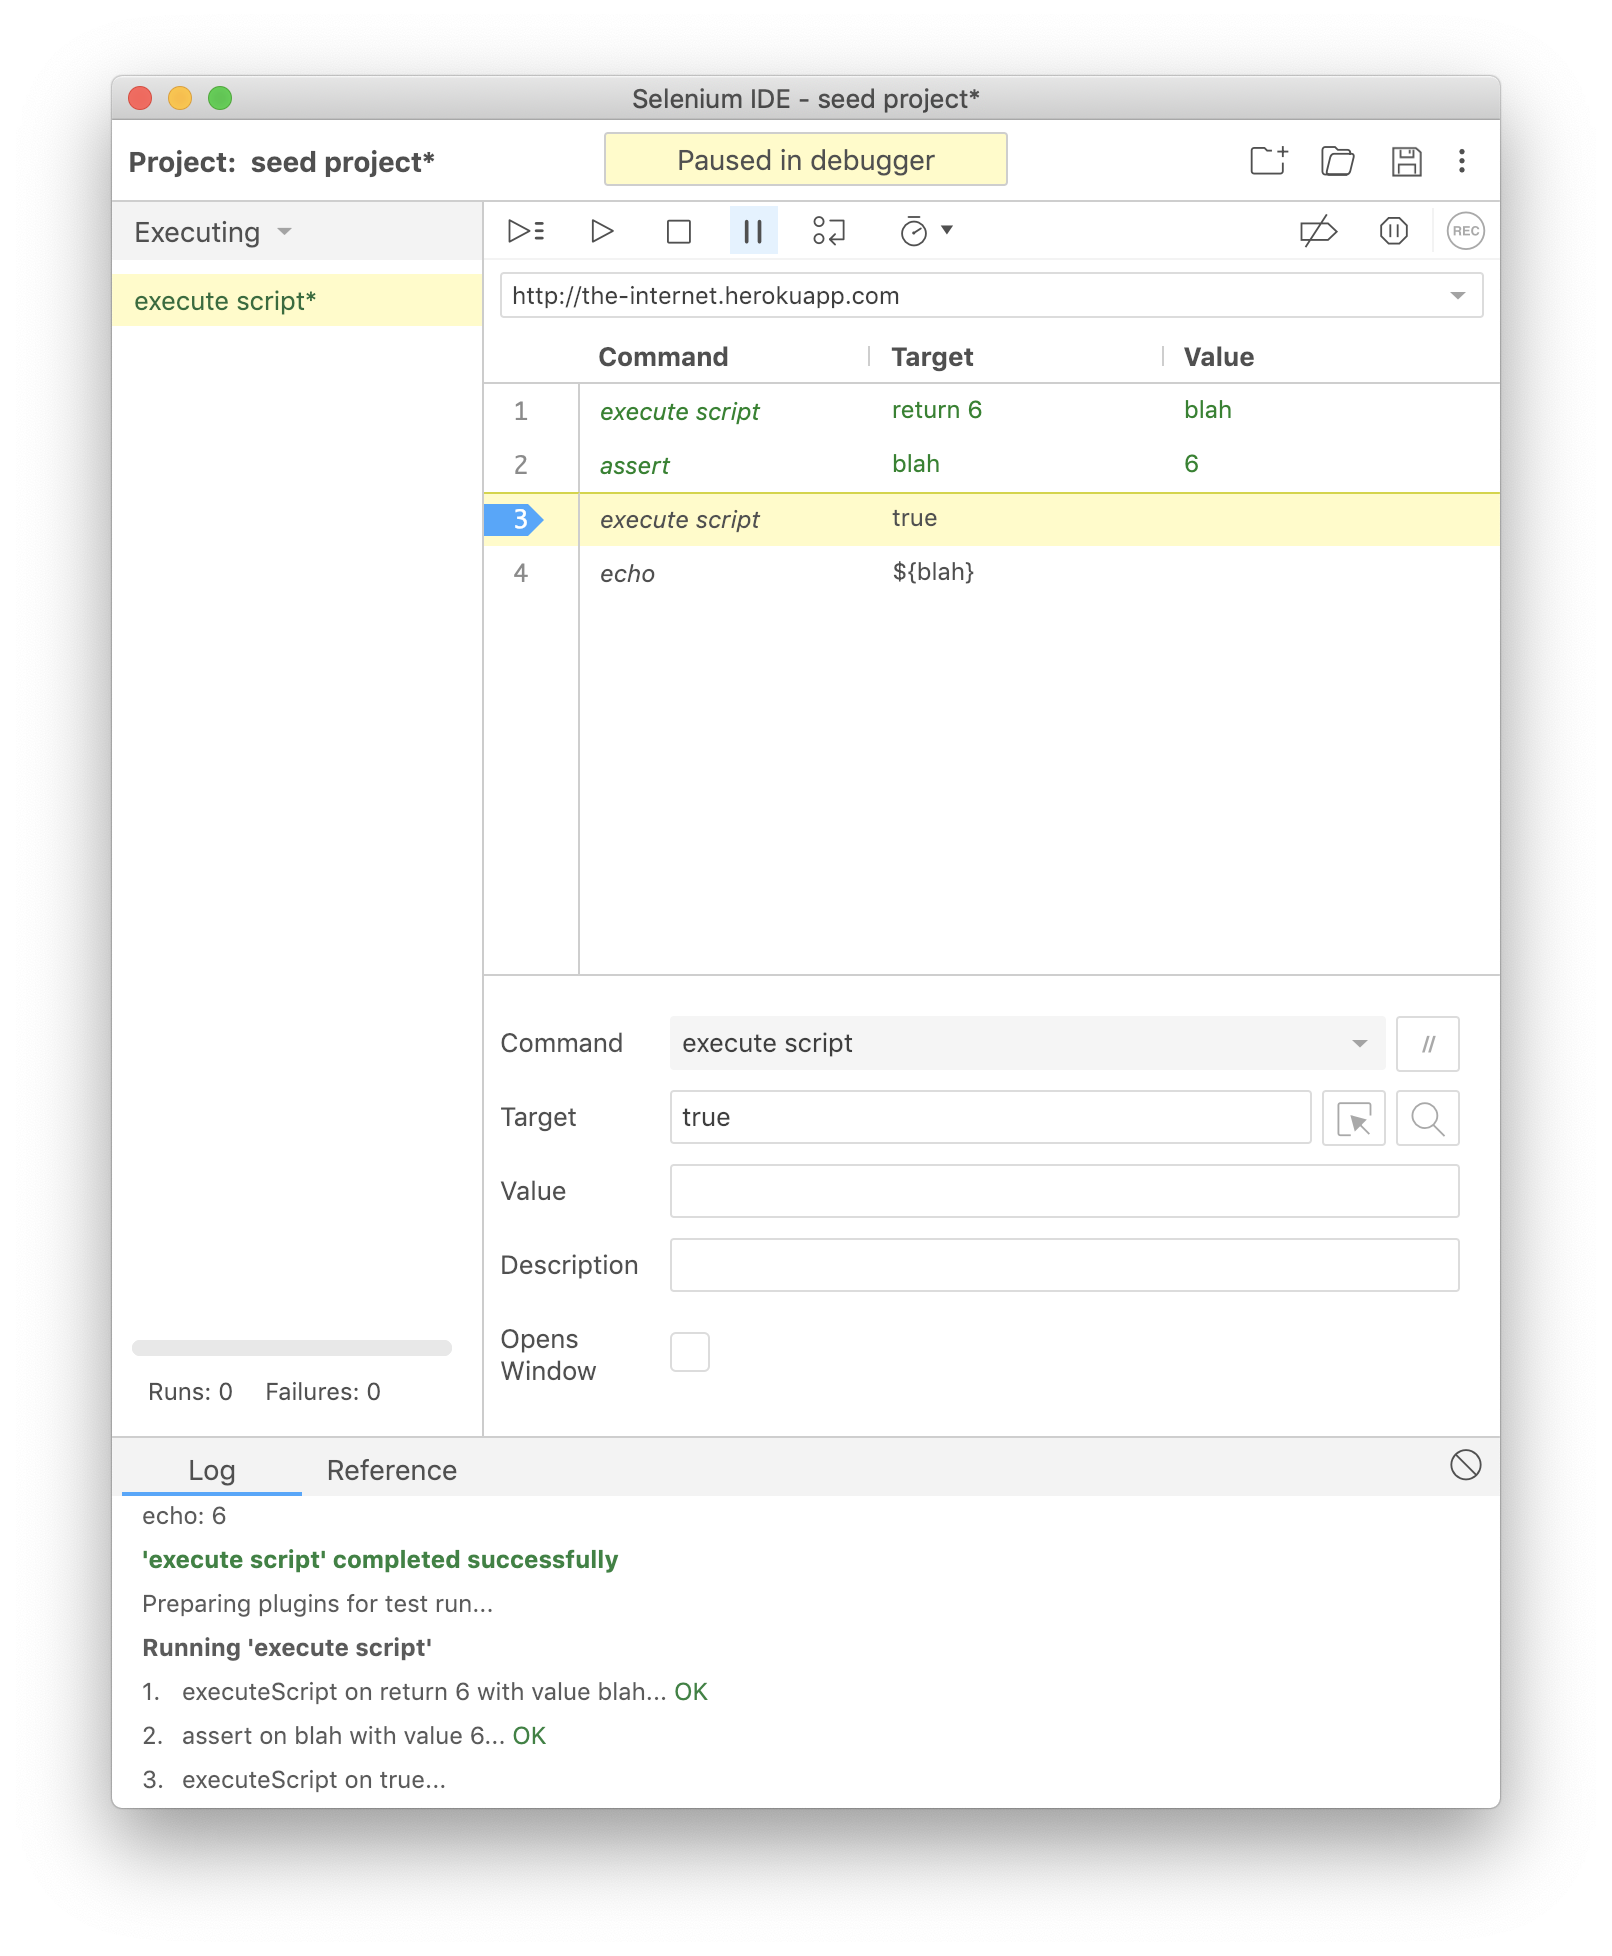 Selenium IDE - seed project*
Project: seed project*
Paused in debugger
Executing
REC
execute script*
http://the-internet.herokuapp.com
Command Target Value
1 execute script return 6 blah
2 assert blah 6
3 execute script true
4 echo ${blah}
Command execute script //
Target true
Value
Description
Opens
Window
Runs: 0 Failures: 0
Log Reference
echo: 6
'execute script' completed successfully
Preparing plugins for test run...
Running 'execute script'
1. executeScript on return 6 with value blah... OK
2. assert on blah with value 6... OK
3. executeScript on true...